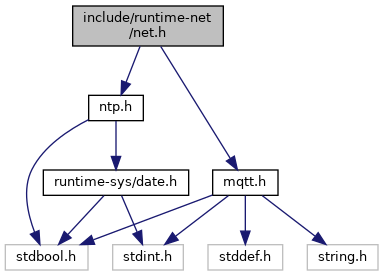 include/runtime-net
/net.h
ntp.h
runtime-sys/date.h
mqtt.h
stdbool.h
stdint.h
stddef.h
string.h